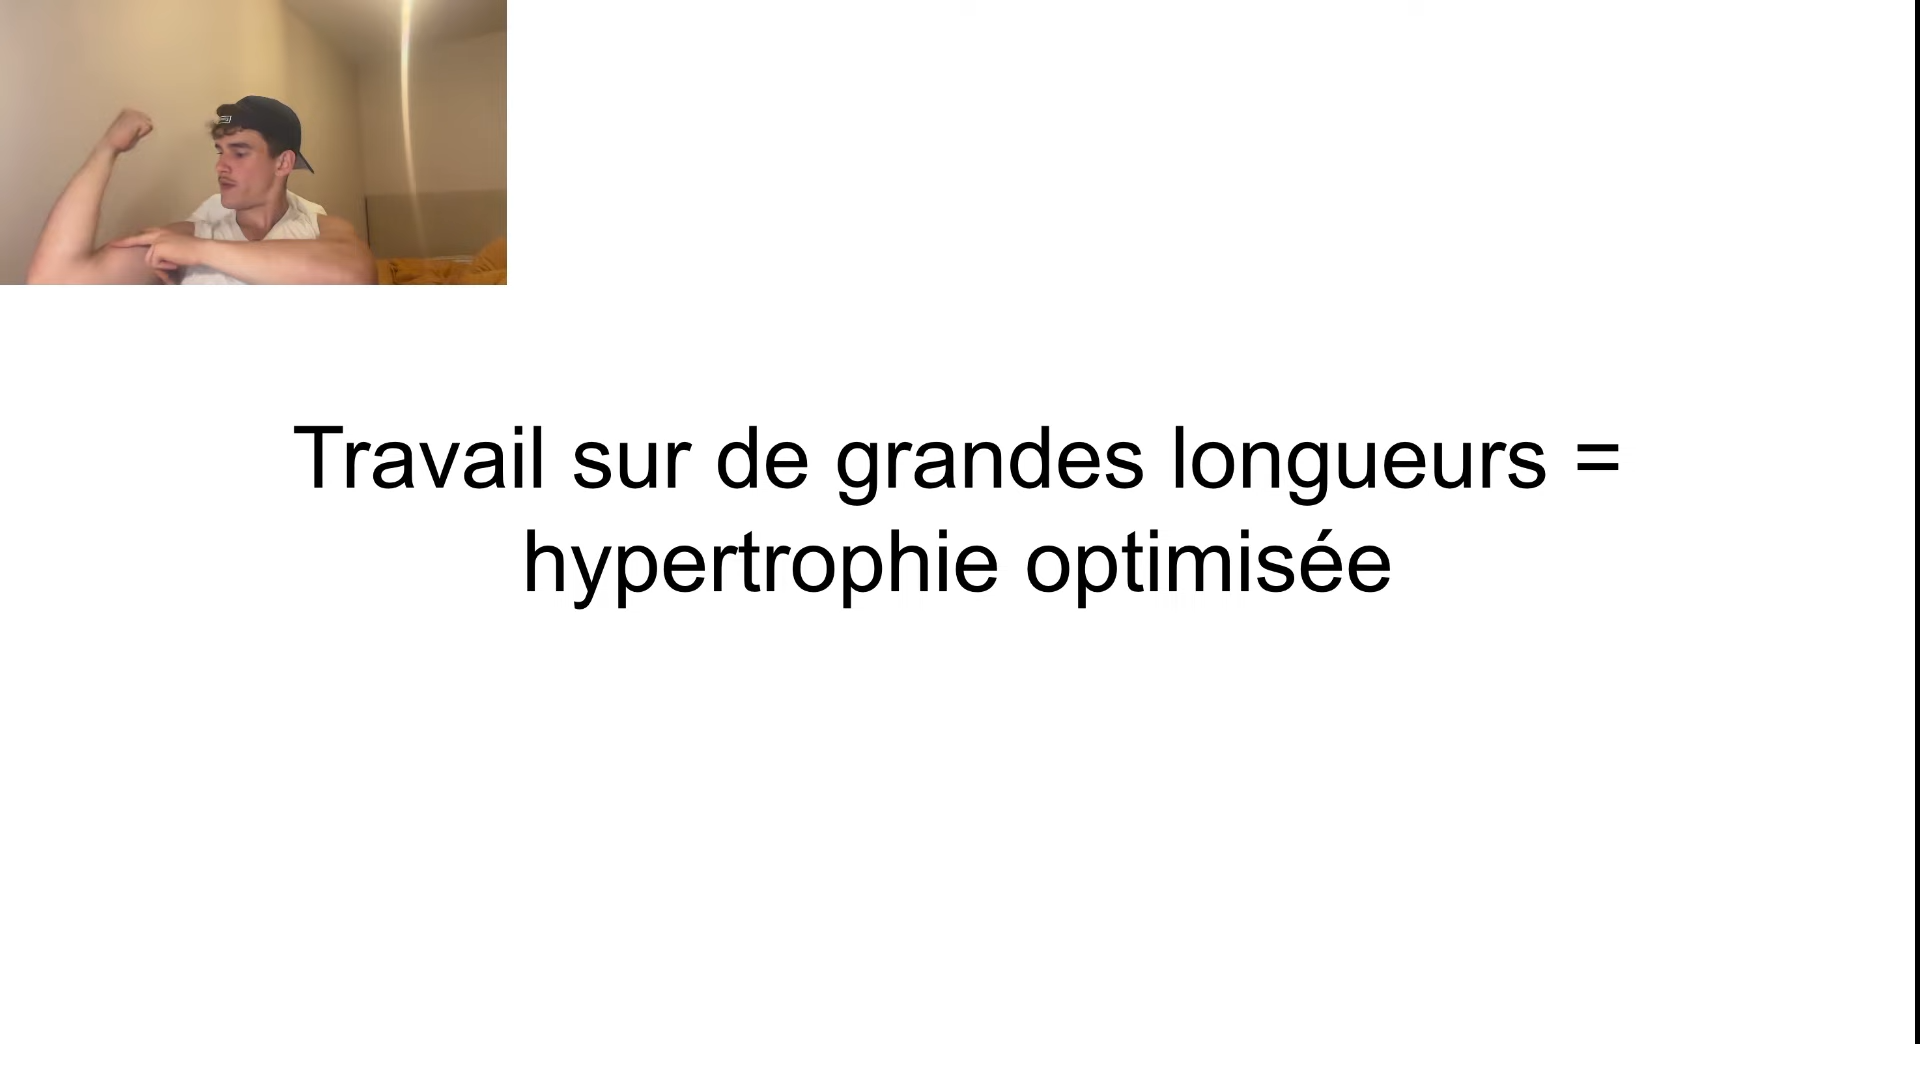 Travail sur de grandes longueurs =
hypertrophie optimisée